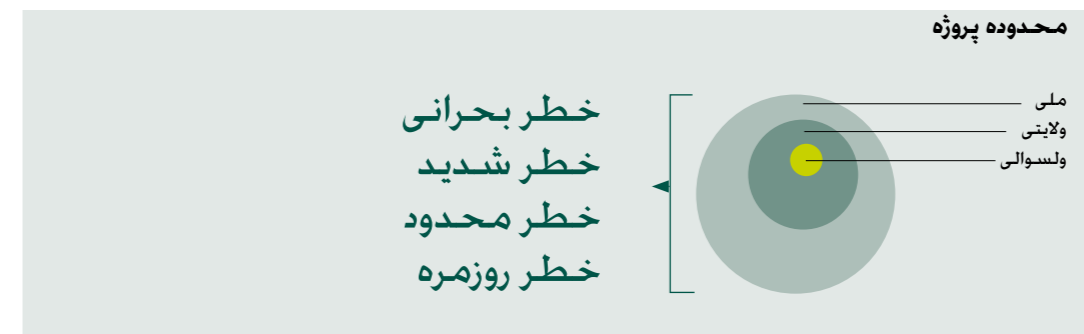 محدوده پروژه
ملی
ولایتی
ولسوالی
خطر بحرانی
خطر شدید
خطر محدود
خطر روزمره